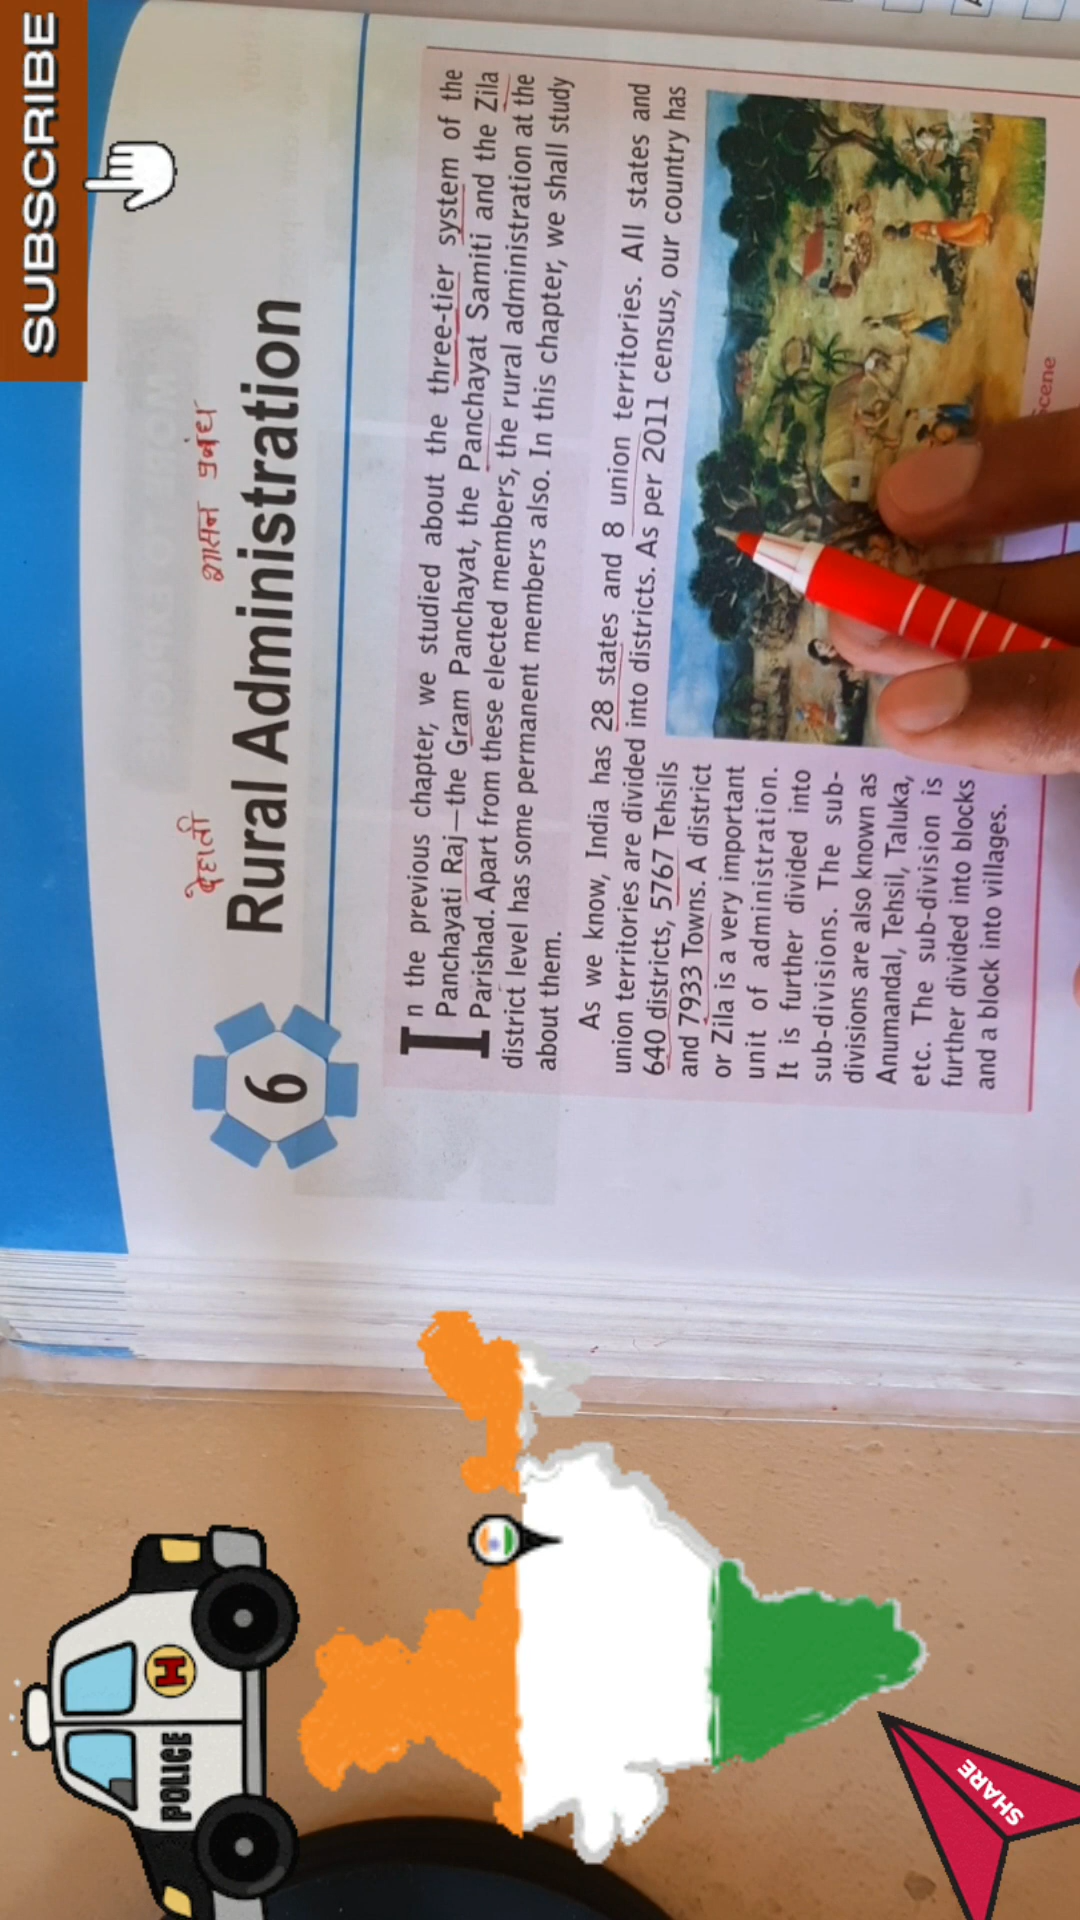 SUBSCRIBE
देहाती शासन प्रबंध
6
Rural Administration
In the previous chapter, we studied about the three-tier system of the
Panchayati Raj—the Gram Panchayat, the Panchayat Samiti and the Zila
Parishad. Apart from these elected members, the rural administration at the
district level has some permanent members also. In this chapter, we shall study
about them.
As we know, India has 28 states and 8 union territories. All states and
union territories are divided into districts. As per 2011 census, our country has
640 districts, 5767 Tehsils
and 7933 Towns. A district
or Zila is a very important
unit of administration.
It is further divided into
sub-divisions. The sub-
divisions are also known as
Anumandal, Tehsil, Taluka,
etc. The sub-division is
further divided into blocks
and a block into villages.
POLICE
H
SHARE